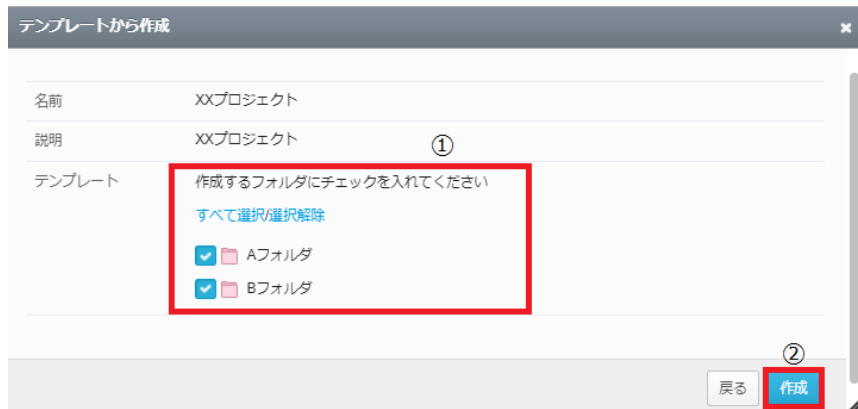 テンプレートから作成
名前 XXプロジェクト
説明 XXプロジェクト
①
テンプレート 作成するフォルダにチェックを入れてください
すべて選択/選択解除
Aフォルダ
Bフォルダ
②
戻る 作成